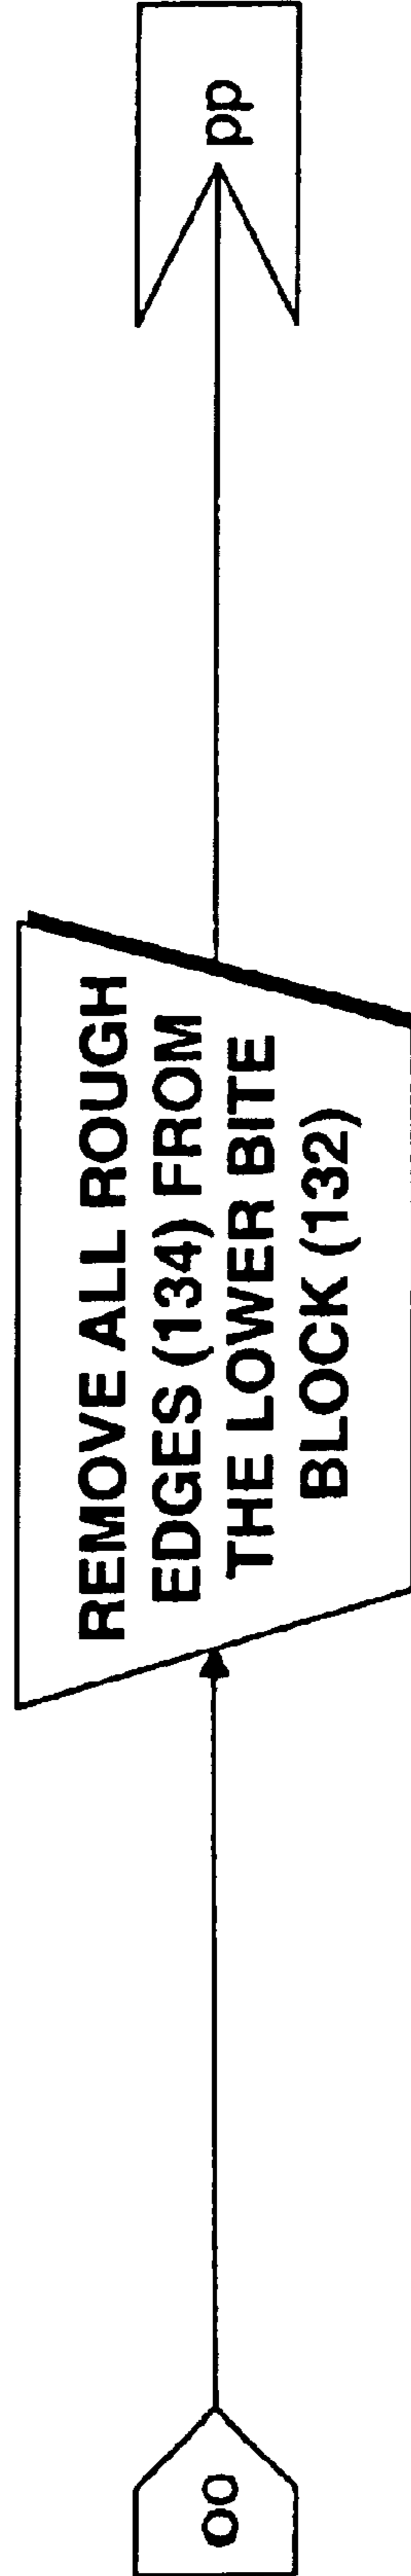 oo
REMOVE ALL ROUGH
EDGES (134) FROM
THE LOWER BITE
BLOCK (132)
pp